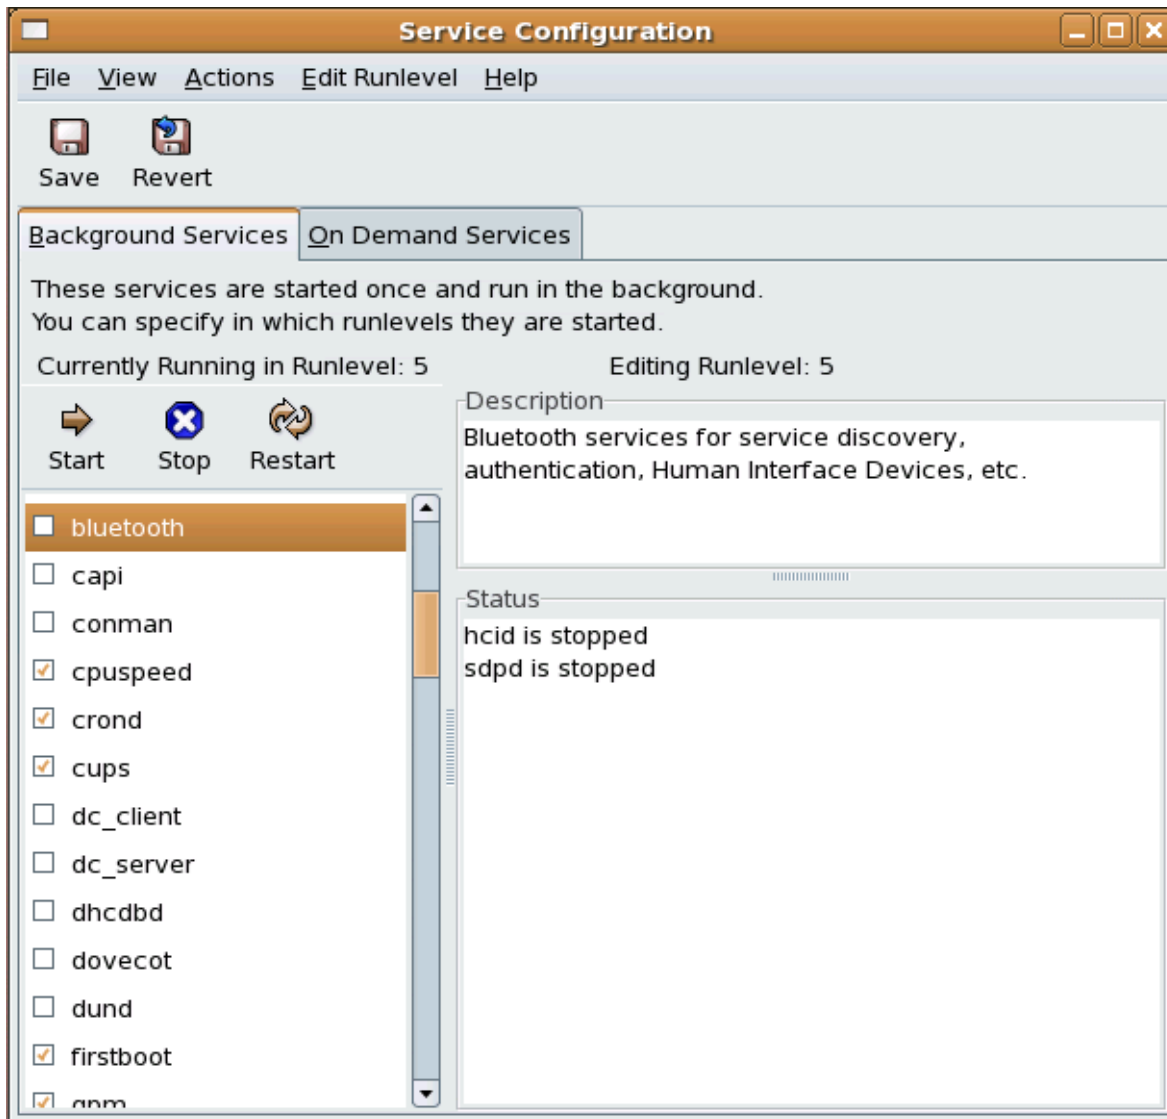 Service Configuration
File View Actions Edit Runlevel Help
Save Revert
Background Services On Demand Services
These services are started once and run in the background.
You can specify in which runlevels they are started.
Currently Running in Runlevel: 5 Editing Runlevel: 5
Start Stop Restart
Description
Bluetooth services for service discovery,
authentication, Human Interface Devices, etc.
bluetooth
capi
conman
cpuspeed
crond
cups
dc_client
dc_server
dhcdbd
dovecot
dund
firstboot
gpm
Status
hcid is stopped
sdpd is stopped